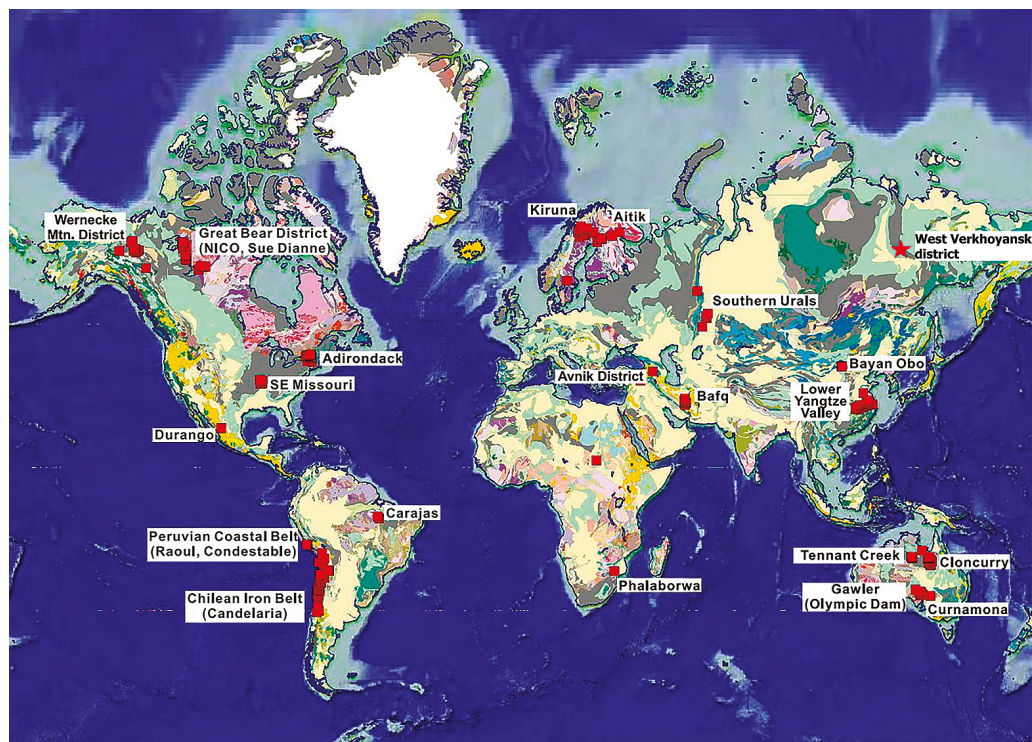 Wernecke
Mtn. District
Great Bear District
(NICO, Sue Dianne)
Kiruna
Aitik
West Verkhoyansk
district
Southern Urals
Adirondack
SE Missouri
Avnik District
Bayan Obo
Bafq
Lower
Yangtze
Valley
Durango
Carajas
Peruvian Coastal Belt
(Raoul, Condestable)
Tennant Creek
Cloncurry
Phalaborwa
Chilean Iron Belt
(Candelaria)
Gawler
(Olympic Dam)
Curnamona